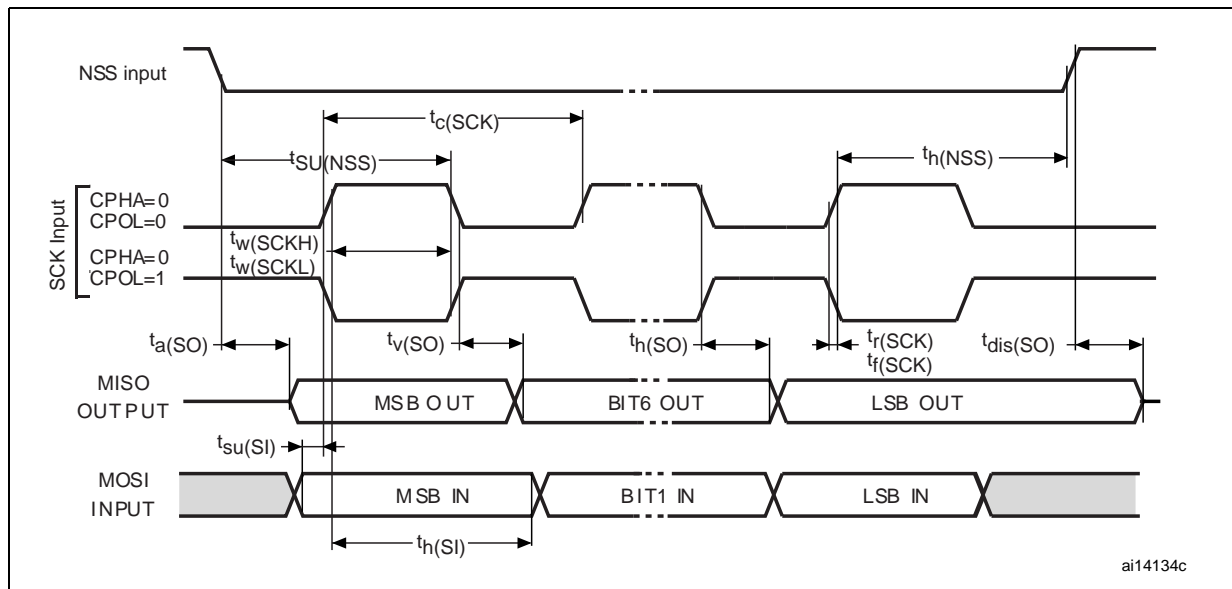 NSS input
tc(SCK)
tSU(NSS)
th(NSS)
SCK Input
CPHA=0
CPOL=0
tw(SCKH)
CPHA=0
tw(SCKL)
CPOL=1
ta(SO)
tv(SO)
th(SO)
tr(SCK)
tf(SCK)
tdis(SO)
MISO
OUTPUT
MSB OUT
BIT6 OUT
LSB OUT
tsu(SI)
MOSI
INPUT
MSB IN
BIT1 IN
LSB IN
th(SI)
ai14134c